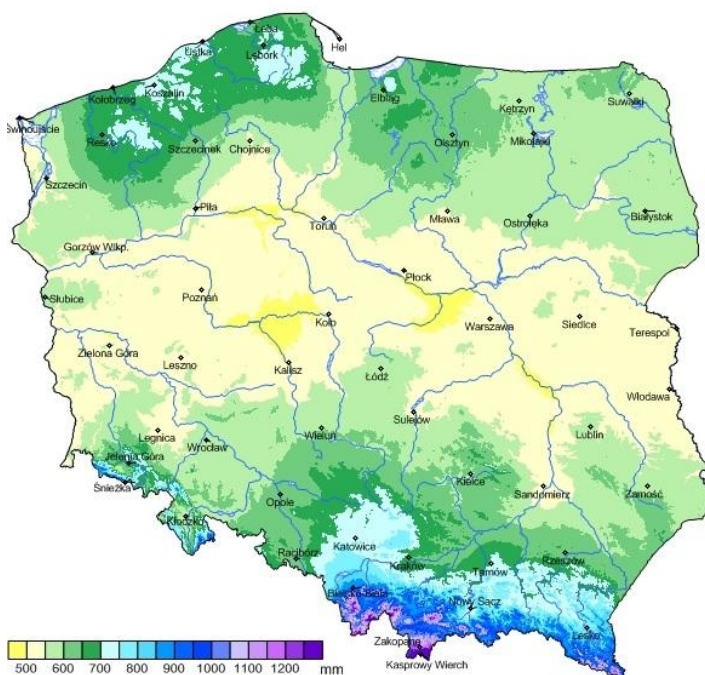 Łeba
Hel
Ustka
Lębork
Koszalin
Kołobrzeg
Elbląg
Kętrzyn
Suwałki
Świnoujście
Resko
Szczecinek
Chojnice
Olsztyn
Mikołajki
Szczecin
Piła
Toruń
Mława
Ostrołęka
Białystok
Gorzów Wlkp.
Płock
Słubice
Poznań
Koło
Warszawa
Siedlce
Terespol
Zielona Góra
Leszno
Kalisz
Łódź
Włodawa
Sulejów
Legnica
Wrocław
Wieluń
Lublin
Jelenia Góra
Śnieżka
Opole
Kielce
Sandomierz
Zamość
Kłodzko
Racibórz
Katowice
Kraków
Tarnów
Rzeszów
Bielsko-Biała
Nowy Sącz
Lesko
Zakopane
Kasprowy Wierch
500 600 700 800 900 1000 1100 1200 mm